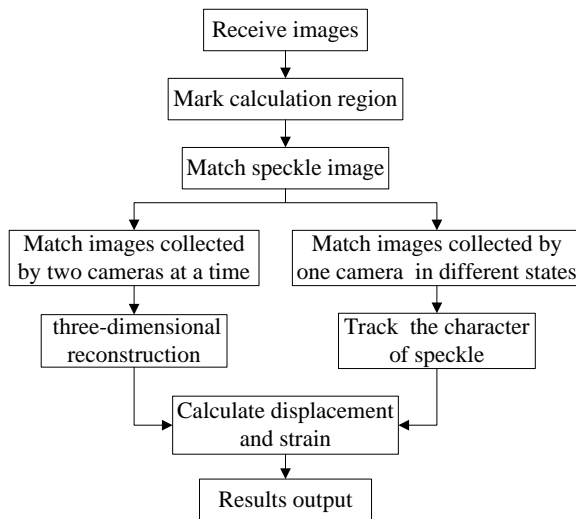 Receive images
Mark calculation region
Match speckle image
Match images collected
by two cameras at a time
Match images collected by
one camera in different states
three-dimensional
reconstruction
Track the character
of speckle
Calculate displacement
and strain
Results output